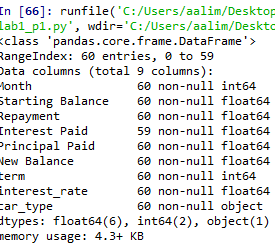 In [66]: runfile('C:/Users/aalim/Desktop
lab1_p1.py', wdir='C:/Users/aalim/Deskto
<class 'pandas.core.frame.DataFrame'>
RangeIndex: 60 entries, 0 to 59
Data columns (total 9 columns):
Month 60 non-null int64
Starting Balance 60 non-null float64
Repayment 60 non-null float64
Interest Paid 59 non-null float64
Principal Paid 60 non-null float64
New Balance 60 non-null float64
term 60 non-null int64
interest_rate 60 non-null float64
car_type 60 non-null object
dtypes: float64(6), int64(2), object(1)
memory usage: 4.3+ KB